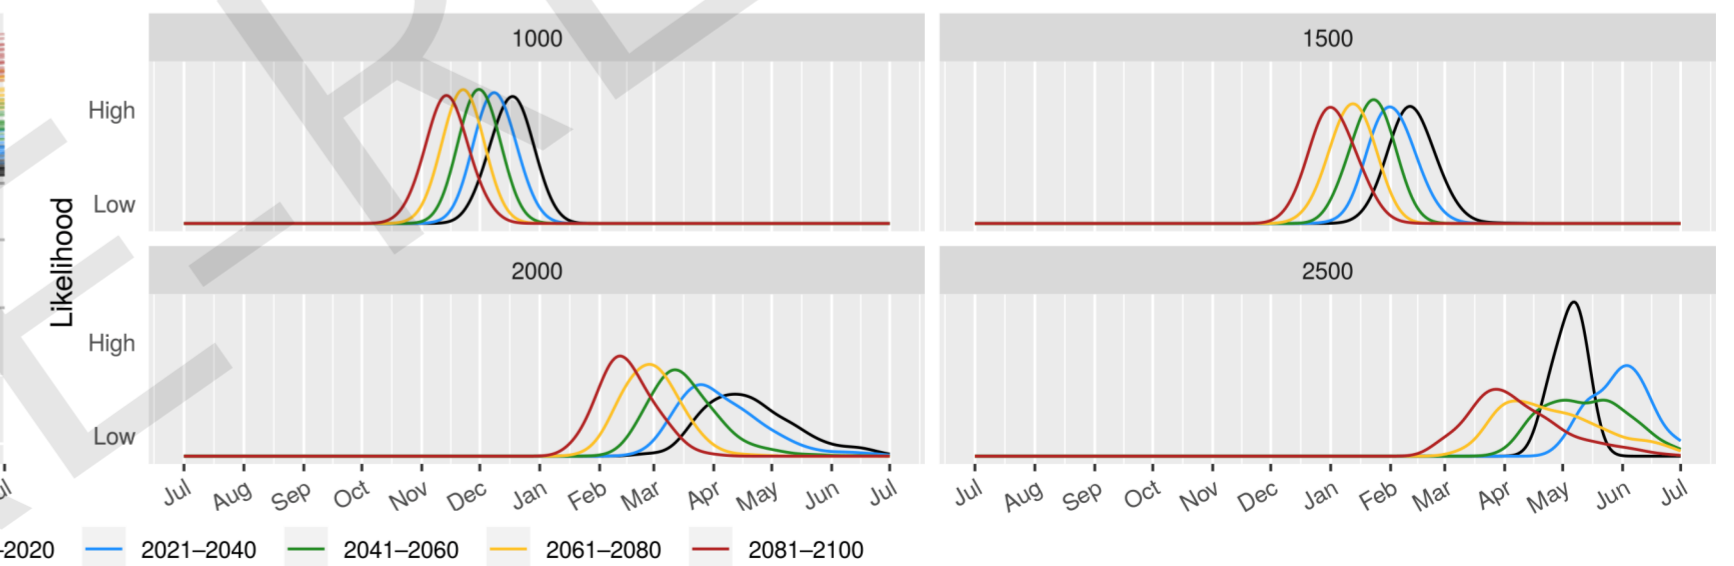 1000
1500
High
Low
2000
2500
High
Low
Likelihood
Jul Aug Sep Oct Nov Dec Jan Feb Mar Apr May Jun Jul
Jul Aug Sep Oct Nov Dec Jan Feb Mar Apr May Jun Jul
–2020 2021–2040 2041–2060 2061–2080 2081–2100